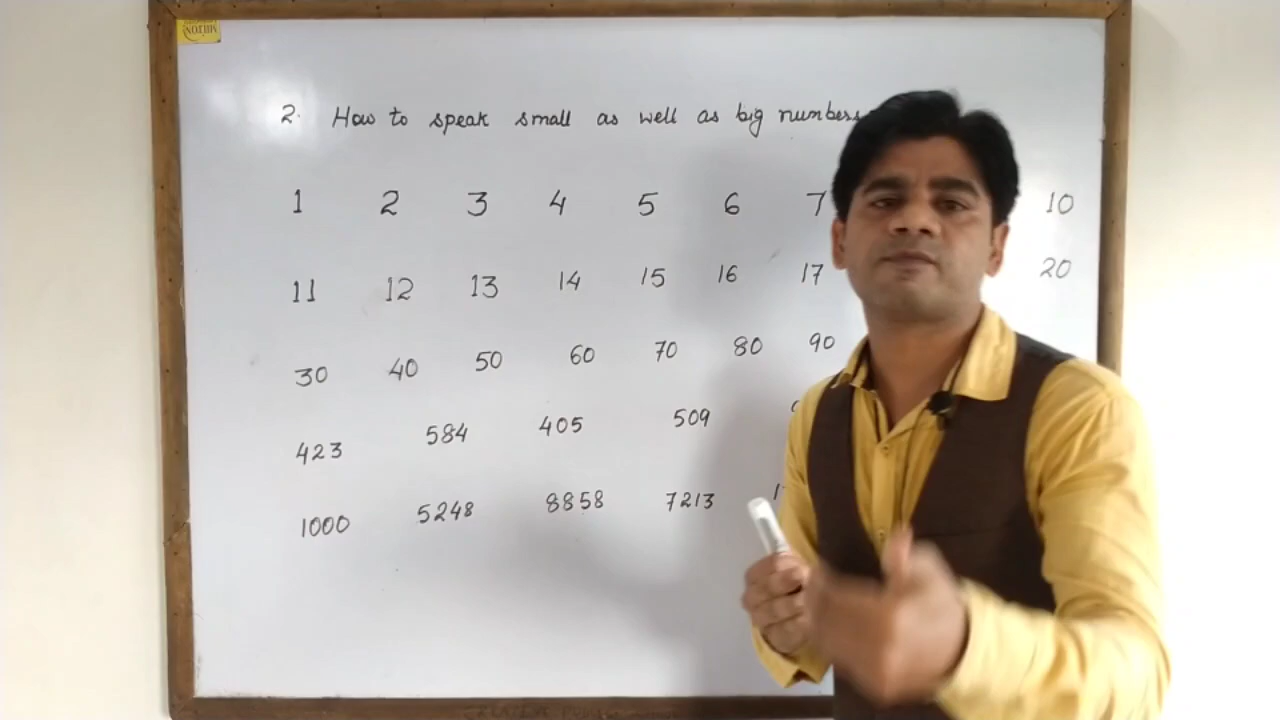 MILTON
2. How to speak small as well as big numbers
1 2 3 4 5 6 7 10
11 12 13 14 15 16 17 20
30 40 50 60 70 80 90
423 584 405 509
1000 5248 8858 7213